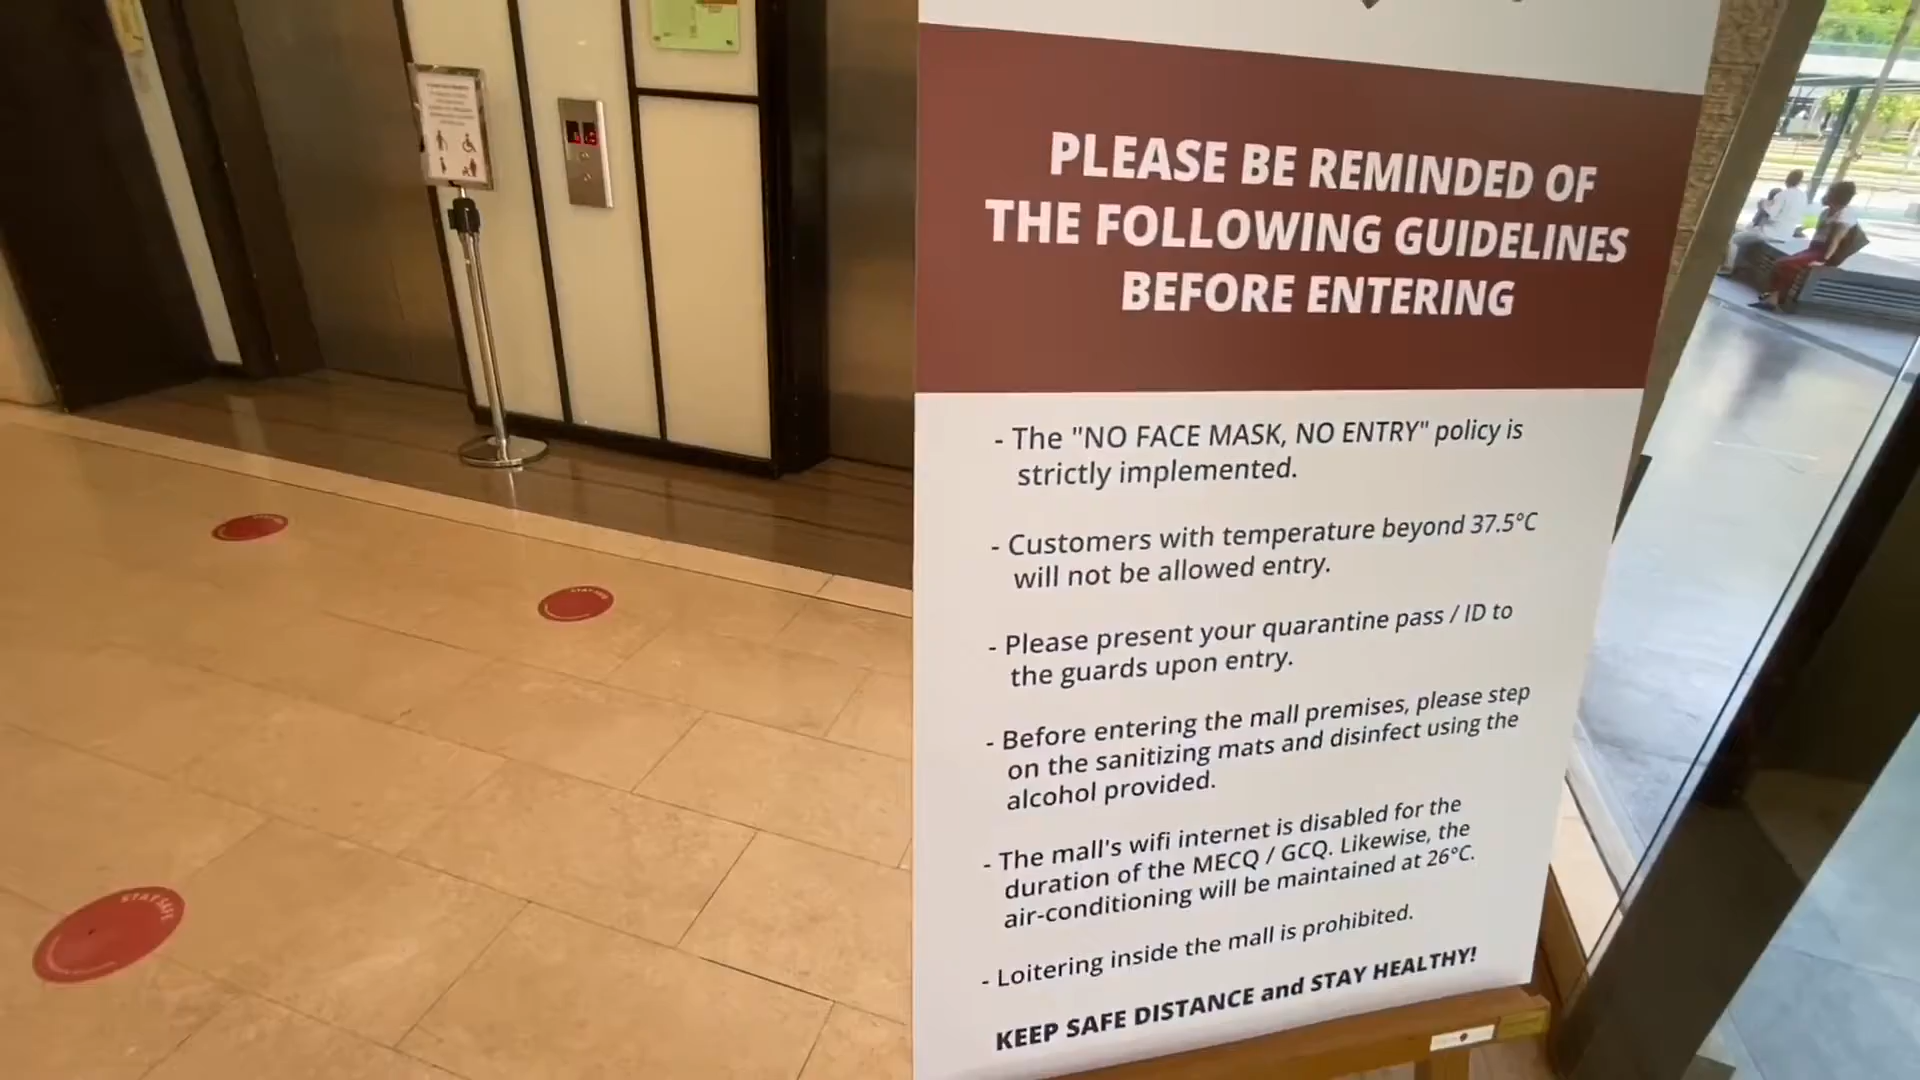 PLEASE BE REMINDED OF
THE FOLLOWING GUIDELINES
BEFORE ENTERING
- The "NO FACE MASK, NO ENTRY" policy is
strictly implemented.
- Customers with temperature beyond 37.5°C
will not be allowed entry.
- Please present your quarantine pass / ID to
the guards upon entry.
- Before entering the mall premises, please step
on the sanitizing mats and disinfect using the
alcohol provided.
- The mall's wifi internet is disabled for the
duration of the MECQ / GCQ. Likewise, the
air-conditioning will be maintained at 26°C.
- Loitering inside the mall is prohibited.
KEEP SAFE DISTANCE and STAY HEALTHY!
STAY SAFE